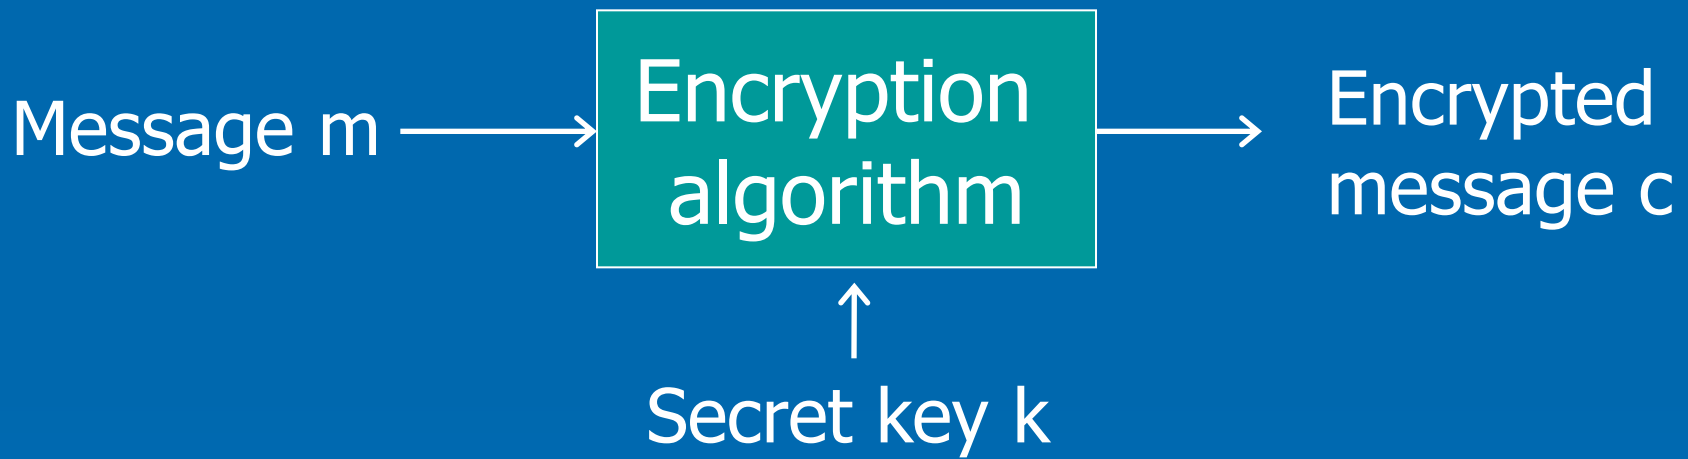 Message m
Encryption
algorithm
Encrypted
message c
Secret key k